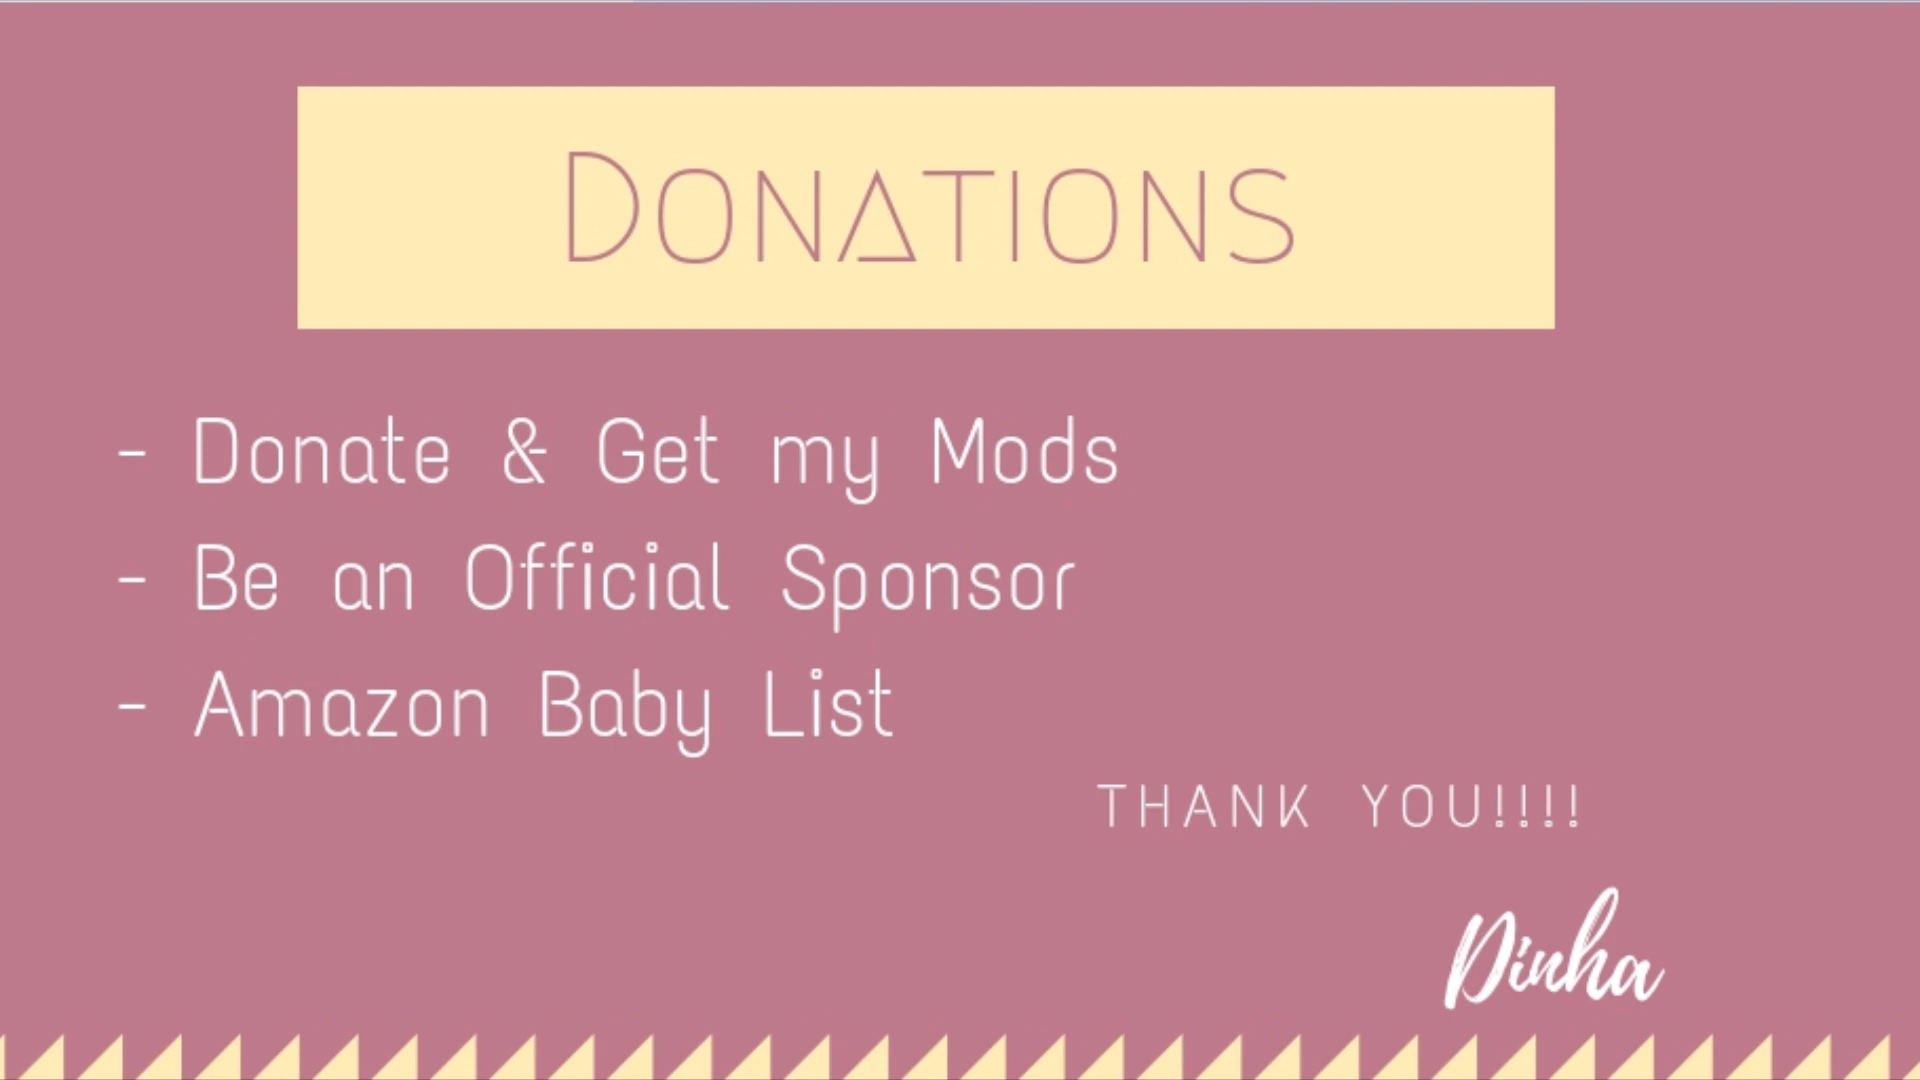 DONATIONS
- Donate & Get my Mods
- Be an Official Sponsor
- Amazon Baby List
THANK YOU!!!!
Dinha